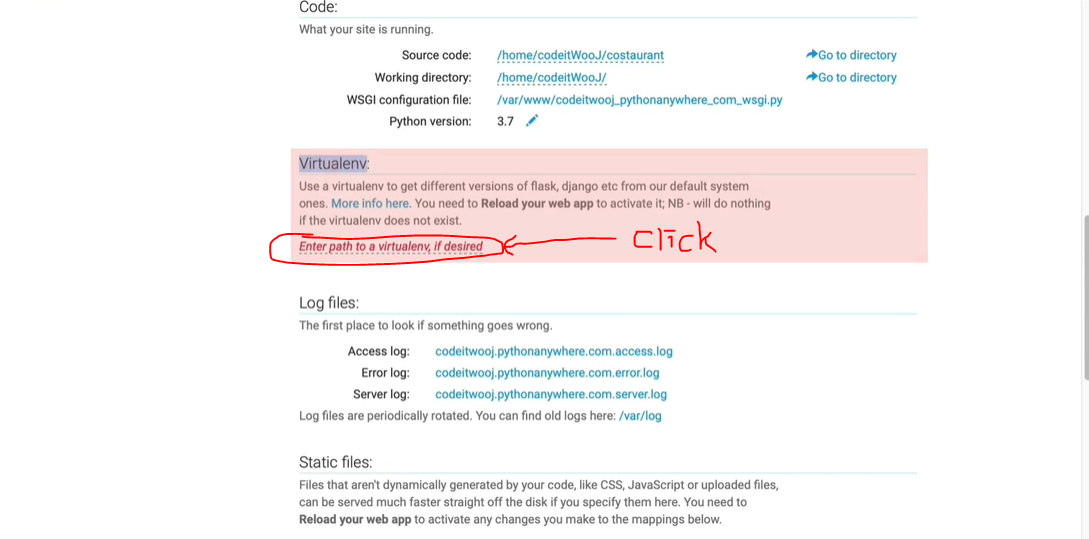 Code:
What your site is running.
Source code: /home/codeitWooJ/costaurant Go to directory
Working directory: /home/codeitWooJ/ Go to directory
WSGI configuration file: /var/www/codeitwooj_pythonanywhere_com_wsgi.py
Python version: 3.7
Virtualenv:
Use a virtualenv to get different versions of flask, django etc from our default system
ones. More info here. You need to Reload your web app to activate it; NB - will do nothing
if the virtualenv does not exist.
Enter path to a virtualenv, if desired
click
Log files:
The first place to look if something goes wrong.
Access log: codeitwooj.pythonanywhere.com.access.log
Error log: codeitwooj.pythonanywhere.com.error.log
Server log: codeitwooj.pythonanywhere.com.server.log
Log files are periodically rotated. You can find old logs here: /var/log
Static files:
Files that aren't dynamically generated by your code, like CSS, JavaScript or uploaded files,
can be served much faster straight off the disk if you specify them here. You need to
Reload your web app to activate any changes you make to the mappings below.